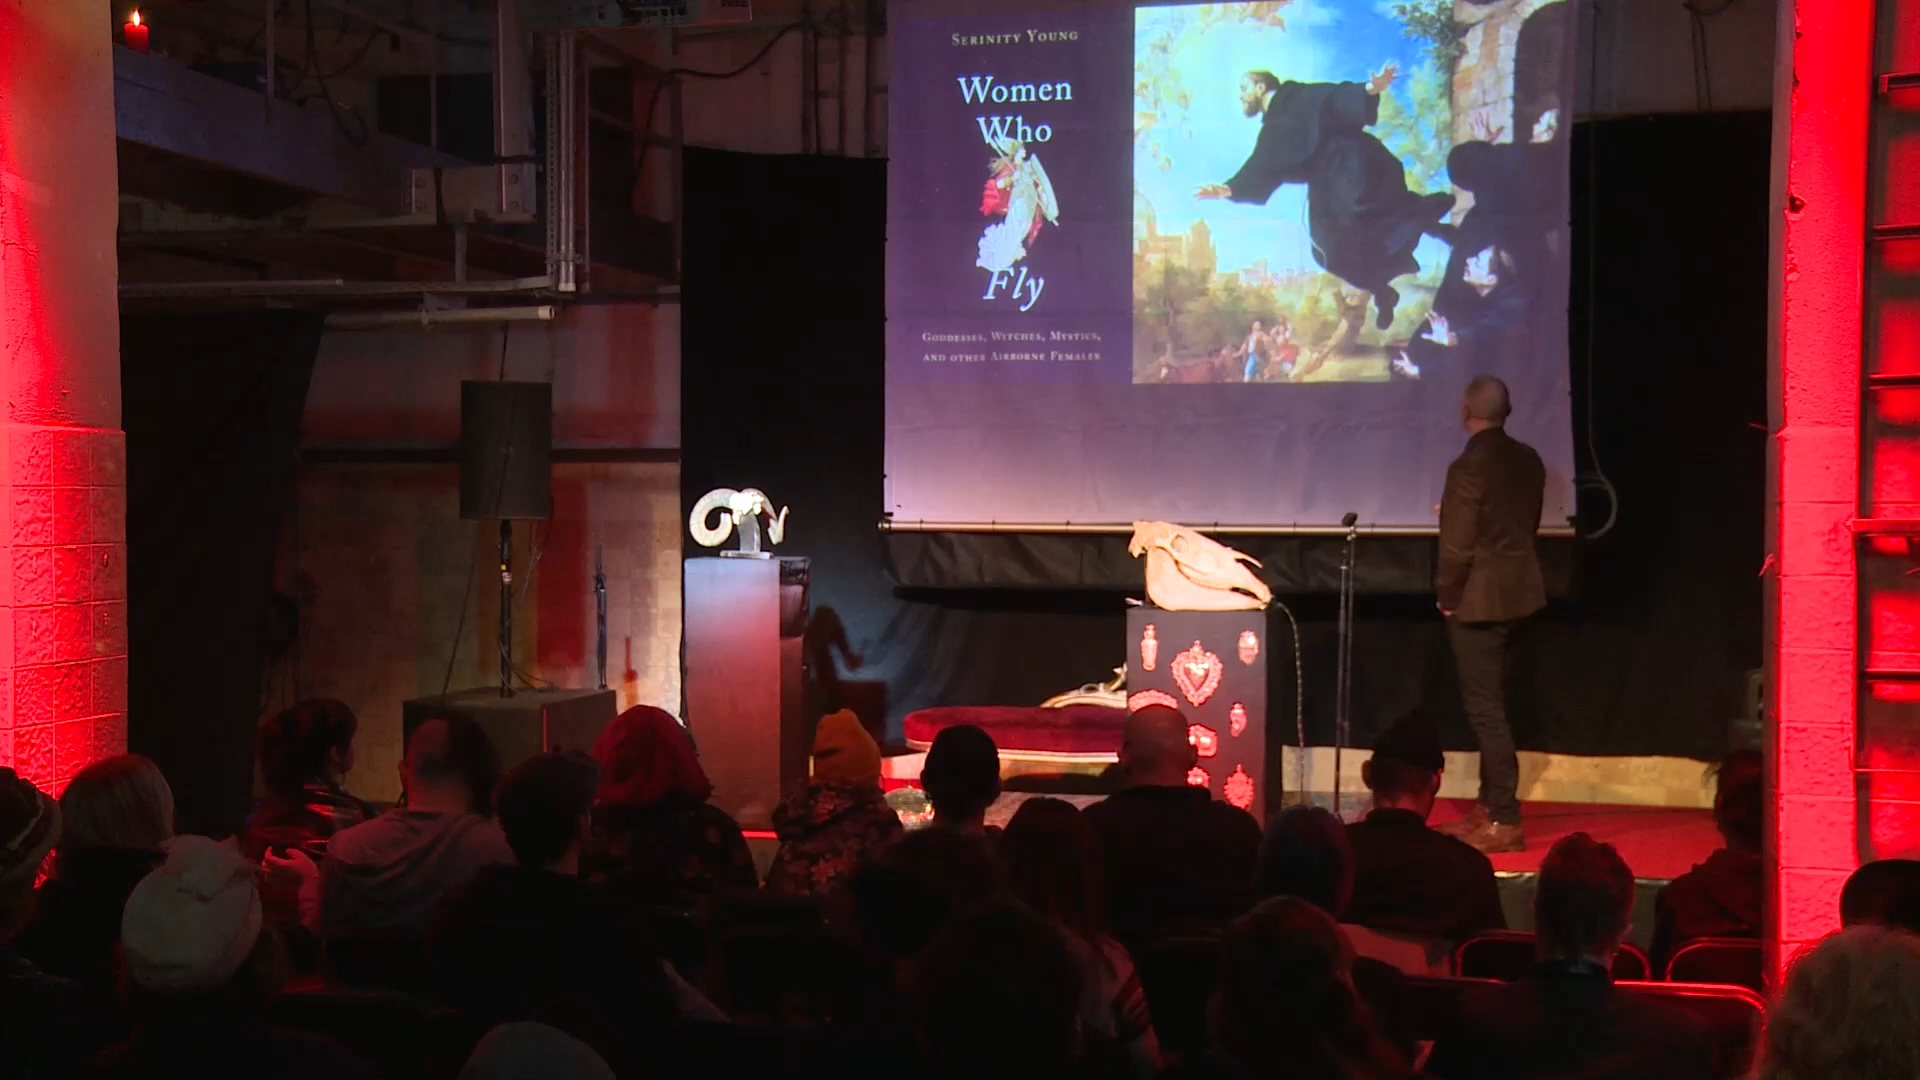 SERINITY YOUNG
Women
Who
Fly
GODDESSES, WITCHES, MYSTICS,
AND OTHER AIRBORNE FEMALES